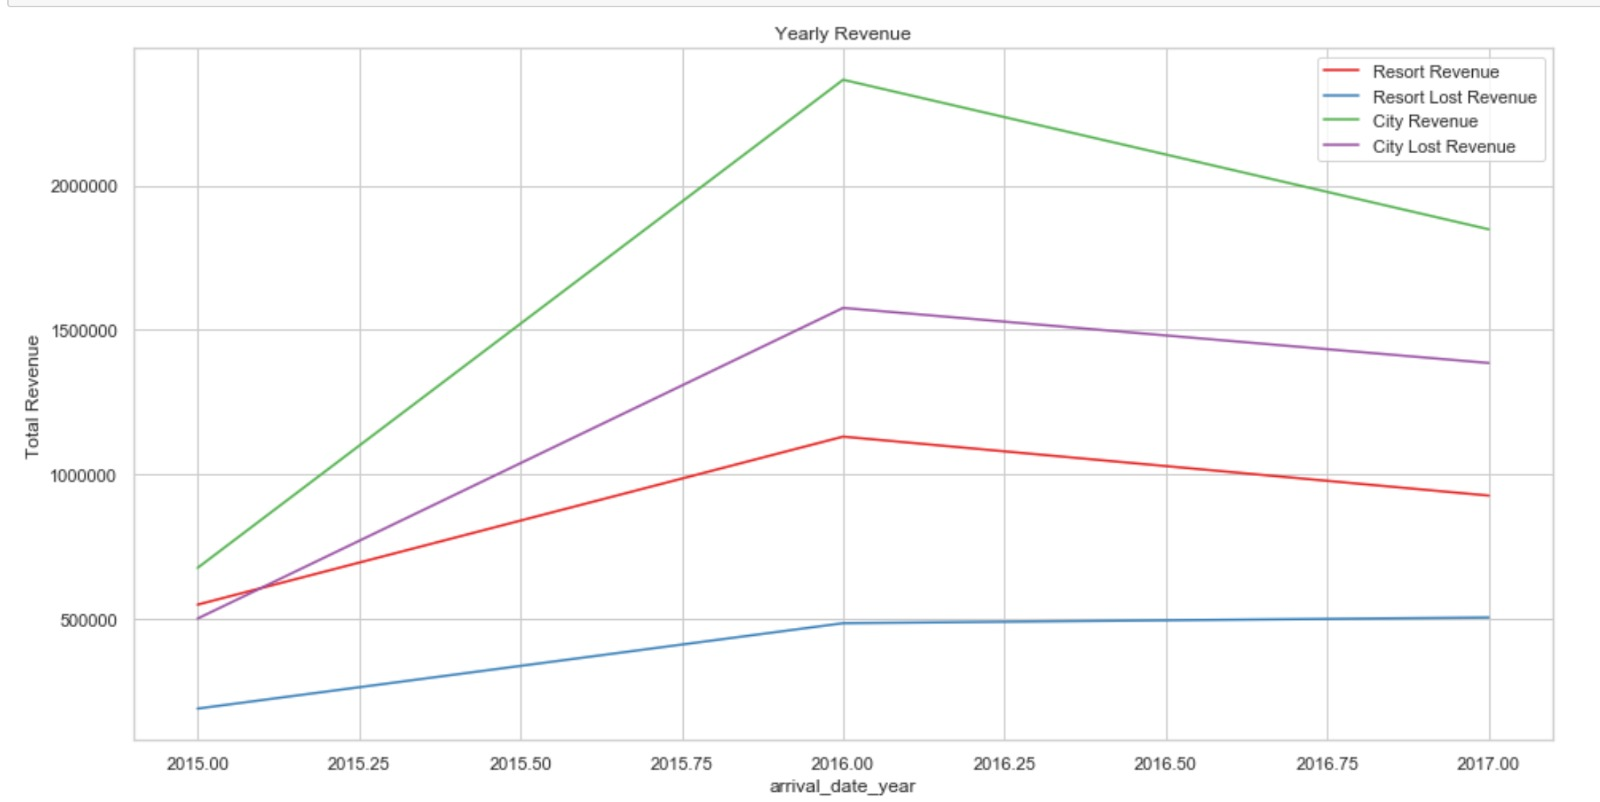 Yearly Revenue
Resort Revenue
Resort Lost Revenue
City Revenue
City Lost Revenue
Total Revenue
2000000
1500000
1000000
500000
2015.00 2015.25 2015.50 2015.75 2016.00 2016.25 2016.50 2016.75 2017.00
arrival_date_year